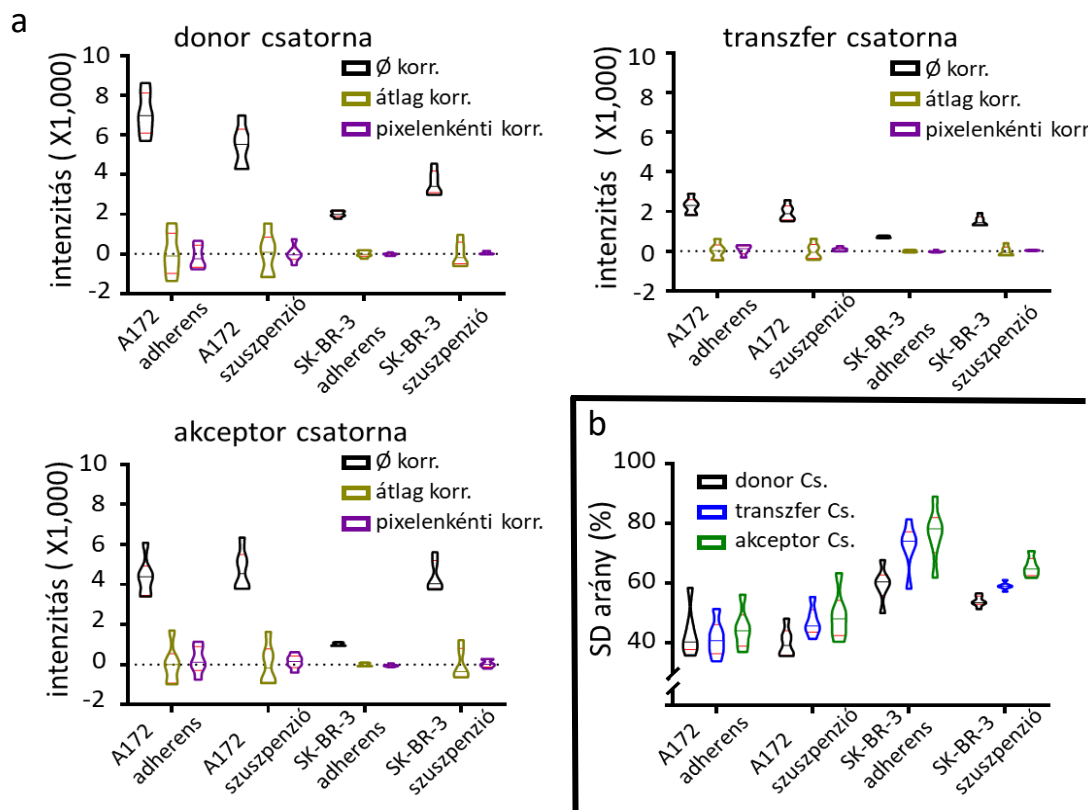 a
donor csatorna
intenzitás ( X1,000)
10
8
6
4
2
0
-2
Ø korr.
átlag korr.
pixelenkénti korr.
A172
adherens
A172
szuszpenzió
SK-BR-3
adherens
SK-BR-3
szuszpenzió
transzfer csatorna
intenzitás ( X1,000)
10
8
6
4
2
0
-2
Ø korr.
átlag korr.
pixelenkénti korr
A172
adherens
A172
szuszpenzió
SK-BR-3
adherens
SK-BR-3
szuszpenzió
akceptor csatorna
intenzitás ( X1,000)
10
8
6
4
2
0
-2
Ø korr.
átlag korr.
pixelenkénti korr.
A172
adherens
A172
szuszpenzió
SK-BR-3
adherens
SK-BR-3
szuszpenzió
b
SD arány (%)
100
80
60
40
donor Cs.
transzfer Cs.
akceptor Cs.
A172
adherens
A172
szuszpenzió
SK-BR-3
adherens
SK-BR-3
szuszpenzió